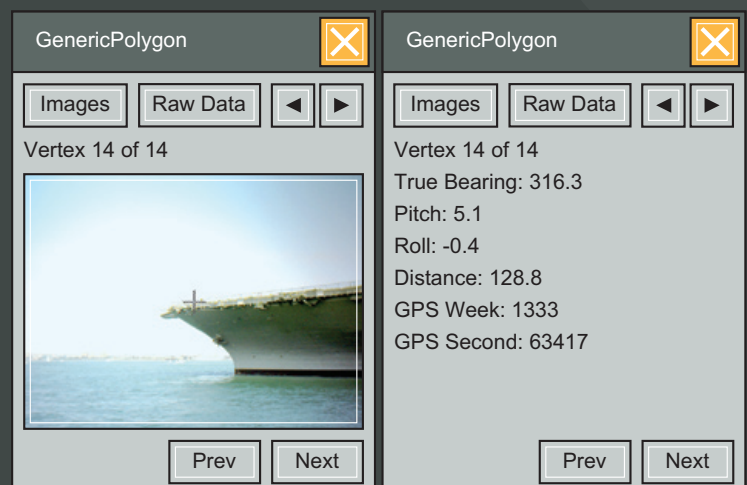 GenericPolygon
Images Raw Data ◄ ►
Vertex 14 of 14
Prev Next
GenericPolygon
Images Raw Data ◄ ►
Vertex 14 of 14
True Bearing: 316.3
Pitch: 5.1
Roll: -0.4
Distance: 128.8
GPS Week: 1333
GPS Second: 63417
Prev Next